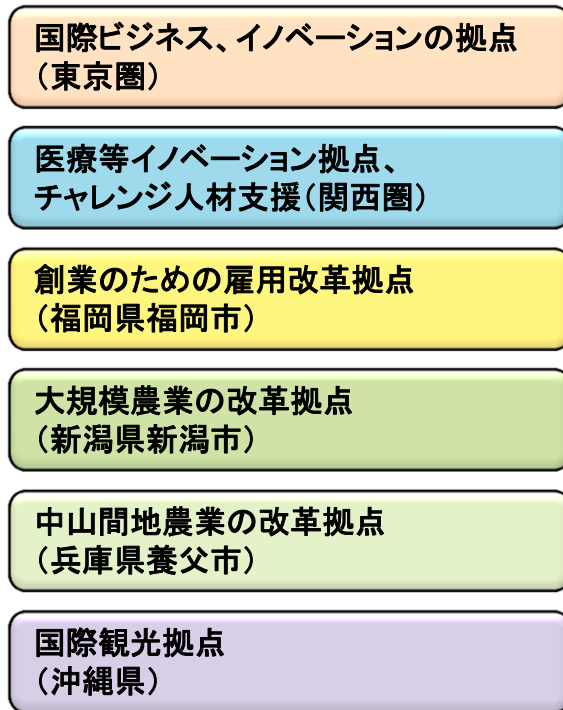 国際ビジネス、イノベーションの拠点
（東京圏）
医療等イノベーション拠点、
チャレンジ人材支援（関西圏）
創業のための雇用改革拠点
（福岡県福岡市）
大規模農業の改革拠点
（新潟県新潟市）
中山間地農業の改革拠点
（兵庫県養父市）
国際観光拠点
（沖縄県）